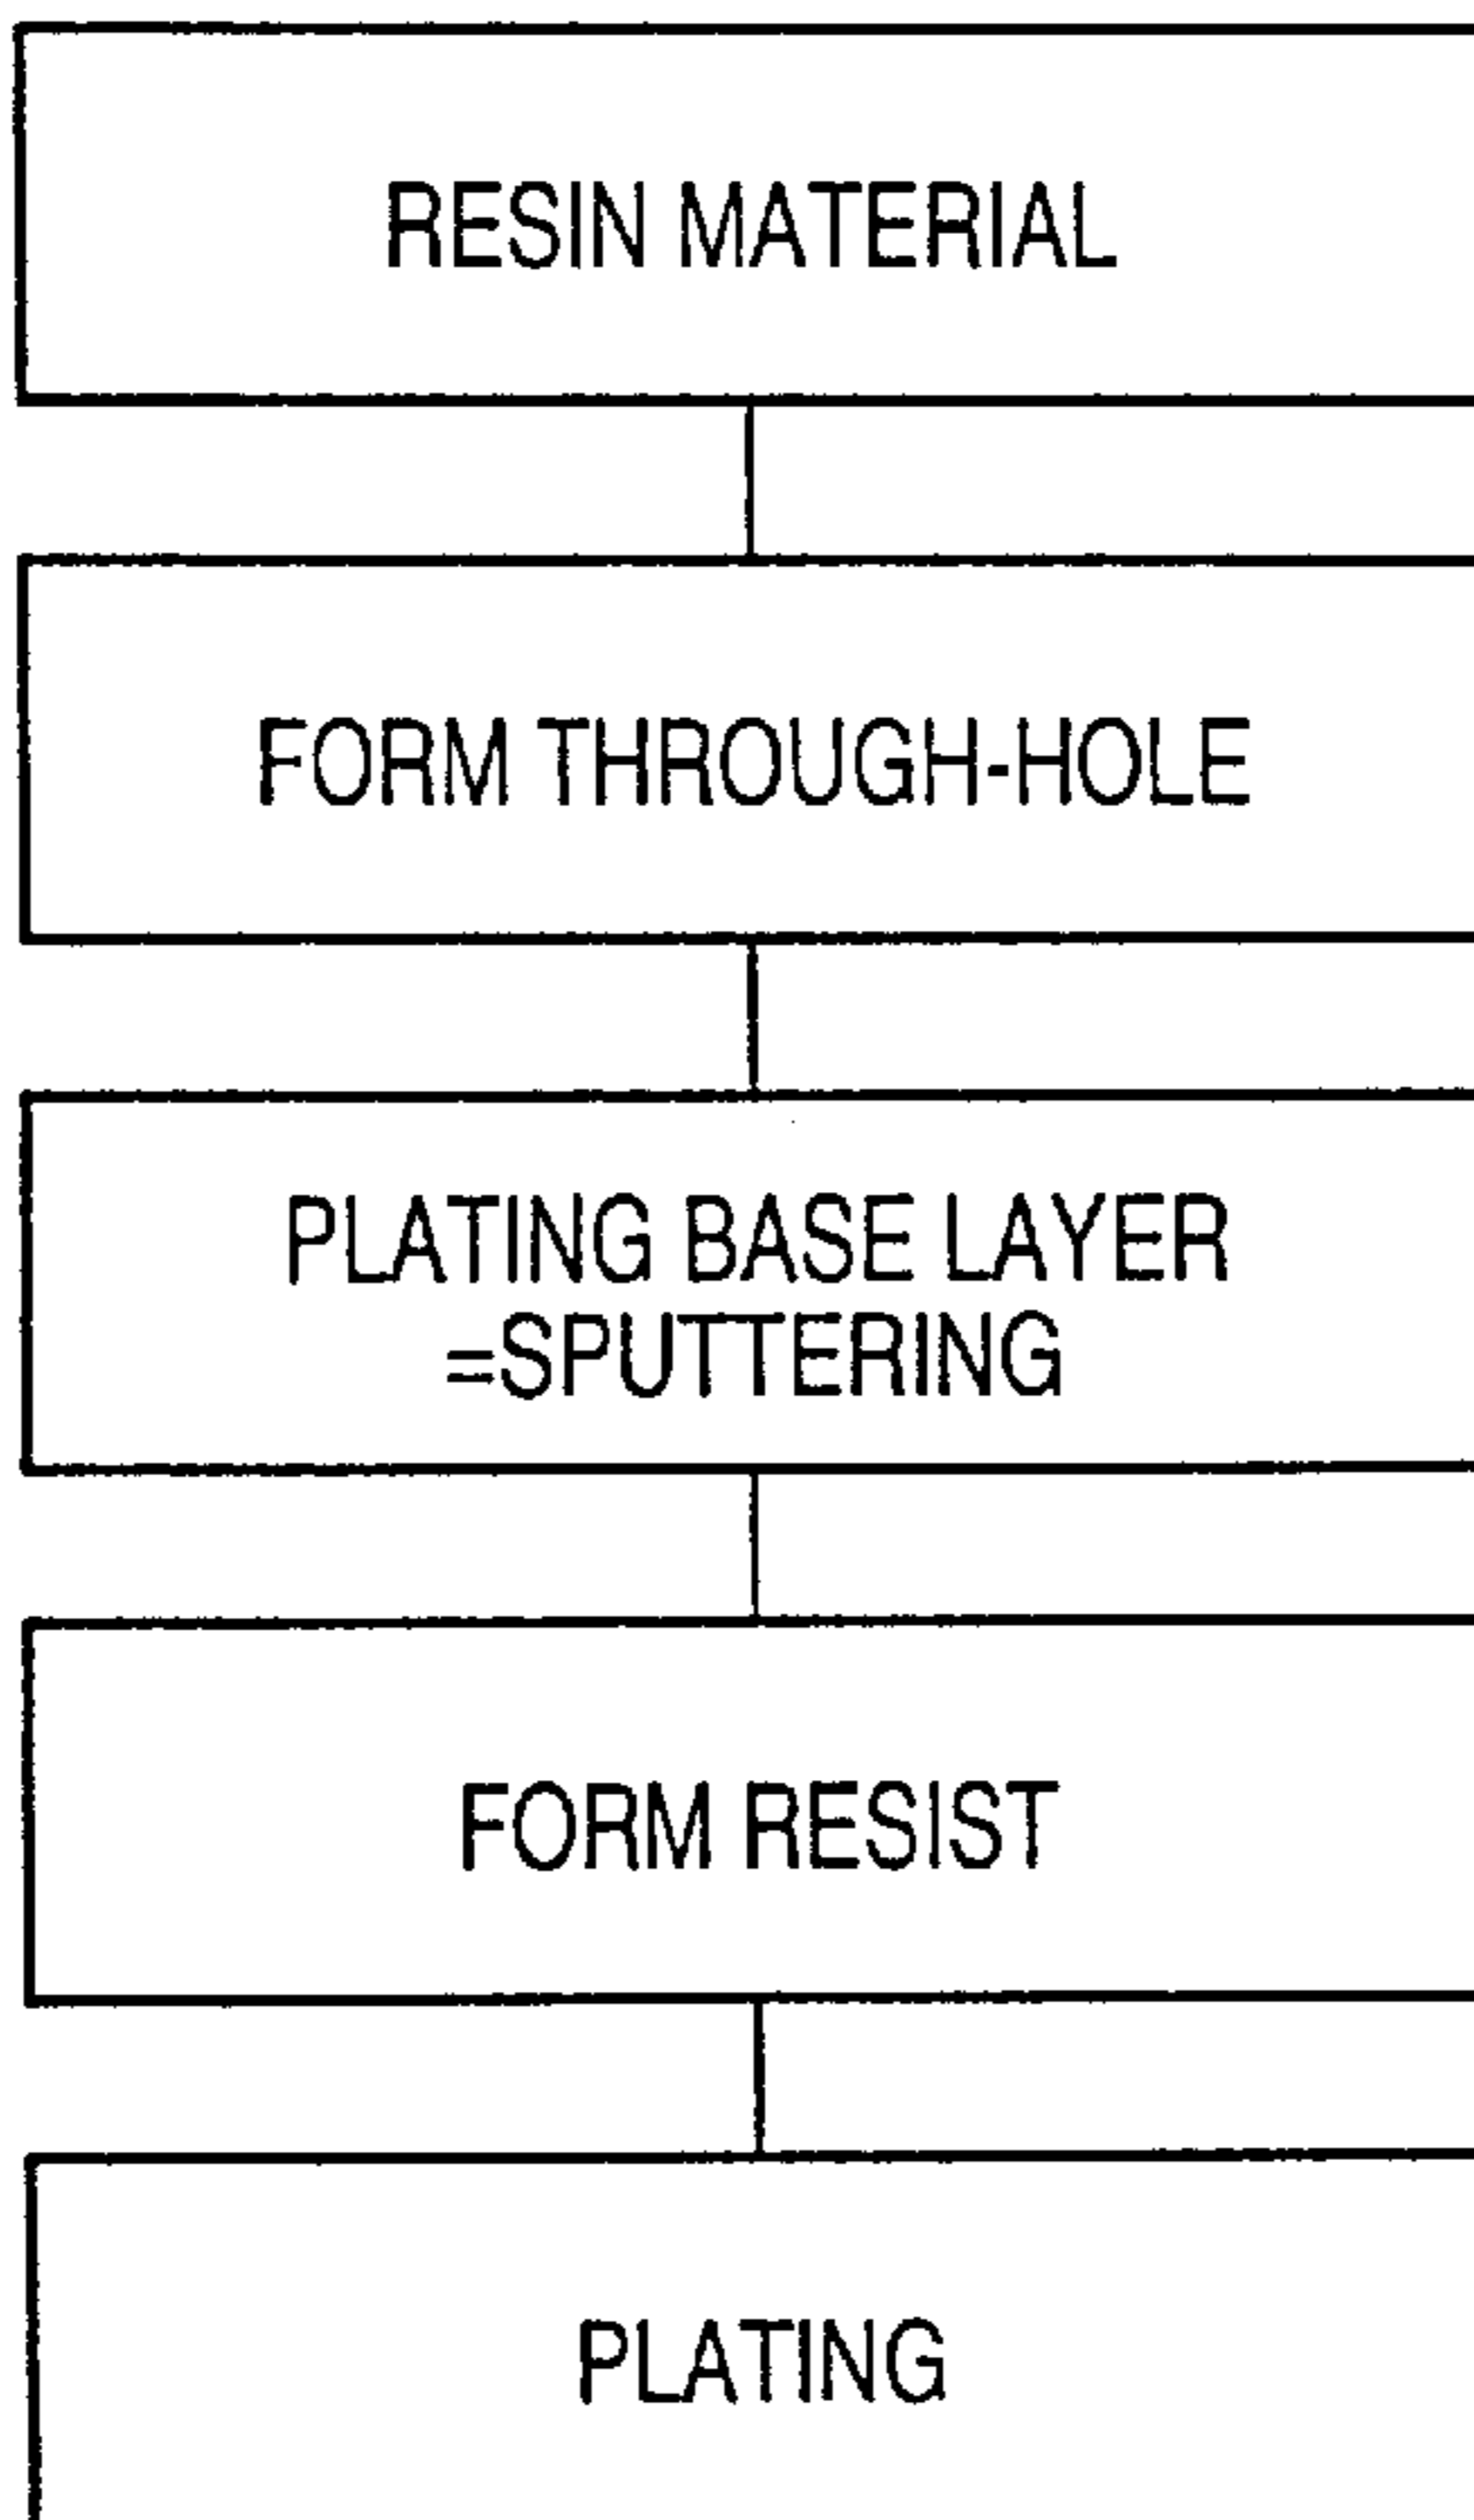 RESIN MATERIAL
FORM THROUGH-HOLE
PLATING BASE LAYER
=SPUTTERING
FORM RESIST
PLATING